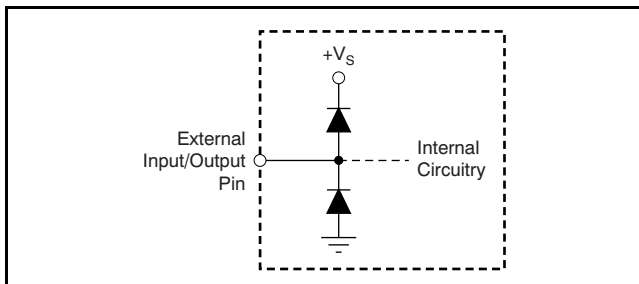 +VS
External
Input/Output
Pin
Internal
Circuitry